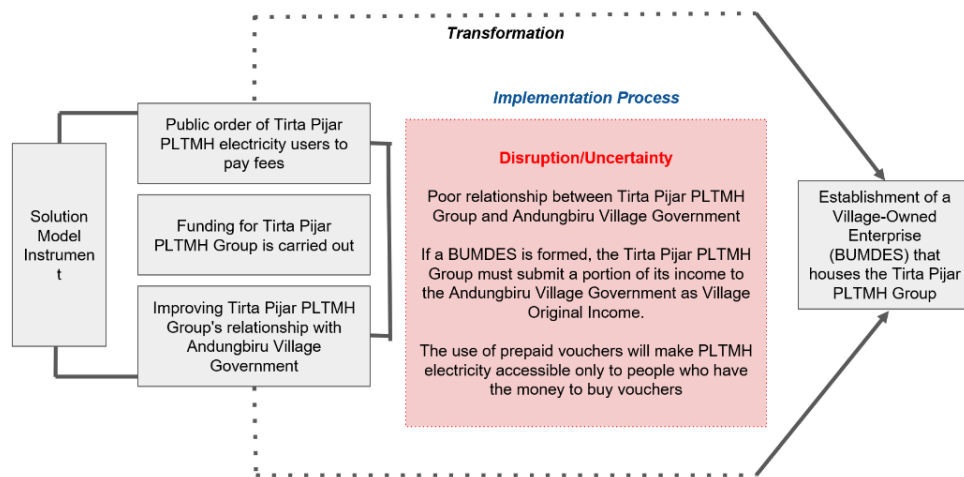 Transformation
Implementation Process
Solution
Model
Instrumen
t
Public order of Tirta Pijar
PLTMH electricity users to
pay fees
Funding for Tirta Pijar
PLTMH Group is carried out
Improving Tirta Pijar PLTMH
Group's relationship with
Andungbiru Village
Government
Disruption/Uncertainty
Poor relationship between Tirta Pijar PLTMH
Group and Andungbiru Village Government
If a BUMDES is formed, the Tirta Pijar PLTMH
Group must submit a portion of its income to
the Andungbiru Village Government as Village
Original Income.
The use of prepaid vouchers will make PLTMH
electricity accessible only to people who have
the money to buy vouchers
Establishment of a
Village-Owned
Enterprise
(BUMDES) that
houses the Tirta Pijar
PLTMH Group